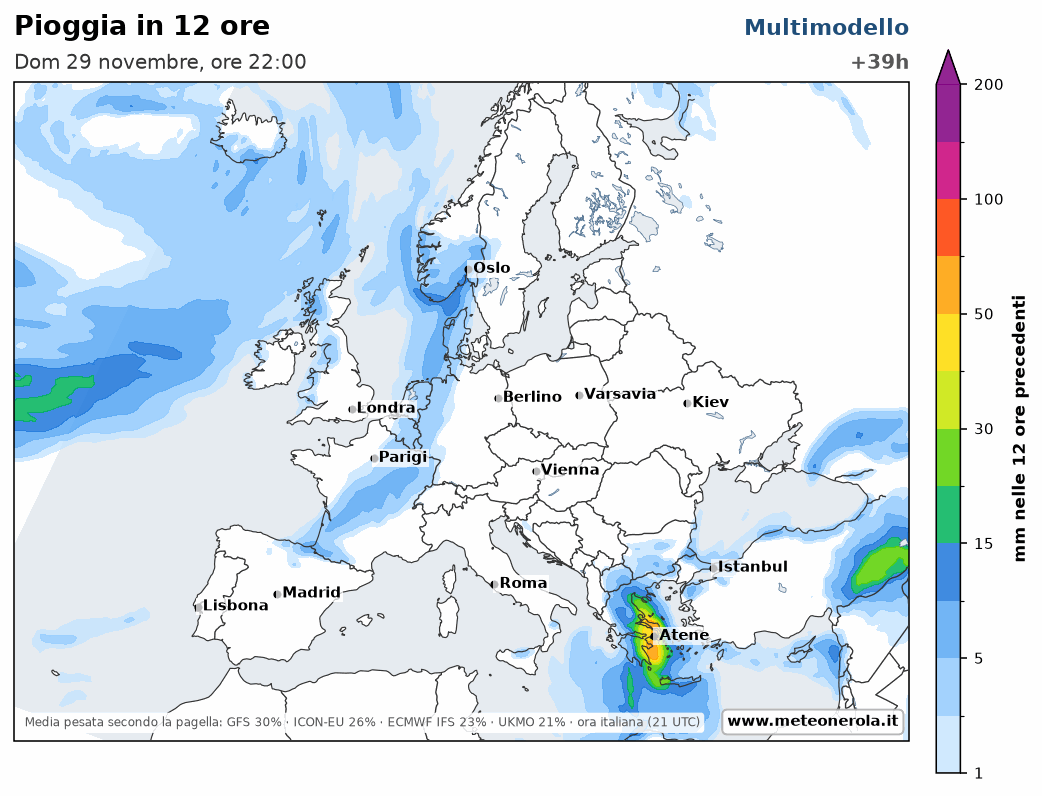 Pioggia in 12 ore
Multimodello
Dom 29 novembre, ore 22:00
+39h
200
100
50
30
15
5
1
mm nelle 12 ore precedenti
Oslo
Berlino
Varsavia
Kiev
Londra
Parigi
Vienna
Istanbul
Roma
Madrid
Lisbona
Atene
Media pesata secondo la pagella: GFS 30% · ICON-EU 26% · ECMWF IFS 23% · UKMO 21% · ora italiana (21 UTC)
www.meteonerola.it